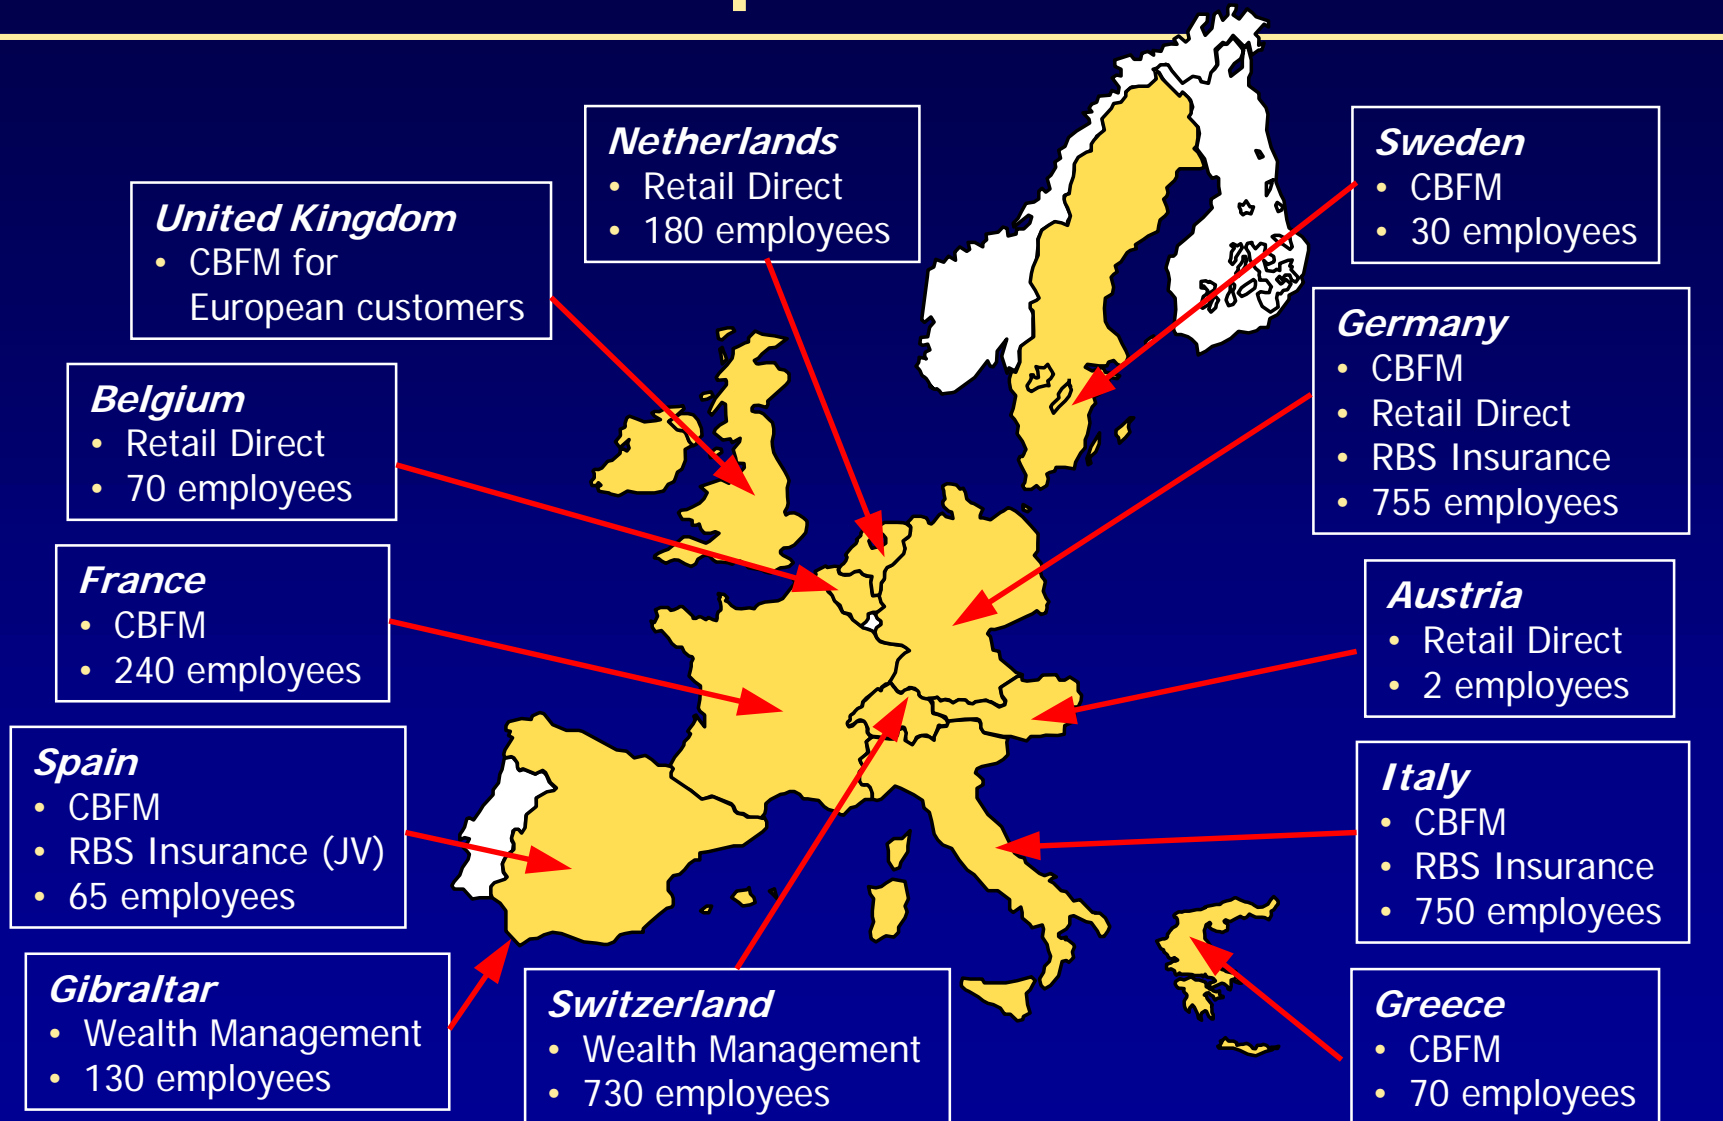 Netherlands
• Retail Direct
• 180 employees
Sweden
• CBFM
• 30 employees
United Kingdom
• CBFM for
European customers
Germany
• CBFM
• Retail Direct
• RBS Insurance
• 755 employees
Belgium
• Retail Direct
• 70 employees
France
• CBFM
• 240 employees
Austria
• Retail Direct
• 2 employees
Spain
• CBFM
• RBS Insurance (JV)
• 65 employees
Italy
• CBFM
• RBS Insurance
• 750 employees
Gibraltar
• Wealth Management
• 130 employees
Switzerland
• Wealth Management
• 730 employees
Greece
• CBFM
• 70 employees